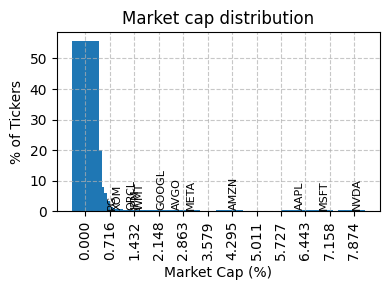 Market cap distribution
% of Tickers
50
40
30
20
10
0
XOM
ORCL
WMT
GOOGL
AVGO
META
AMZN
AAPL
MSFT
NVDA
0.000
0.716
1.432
2.148
2.863
3.579
4.295
5.011
5.727
6.443
7.158
7.874
Market Cap (%)